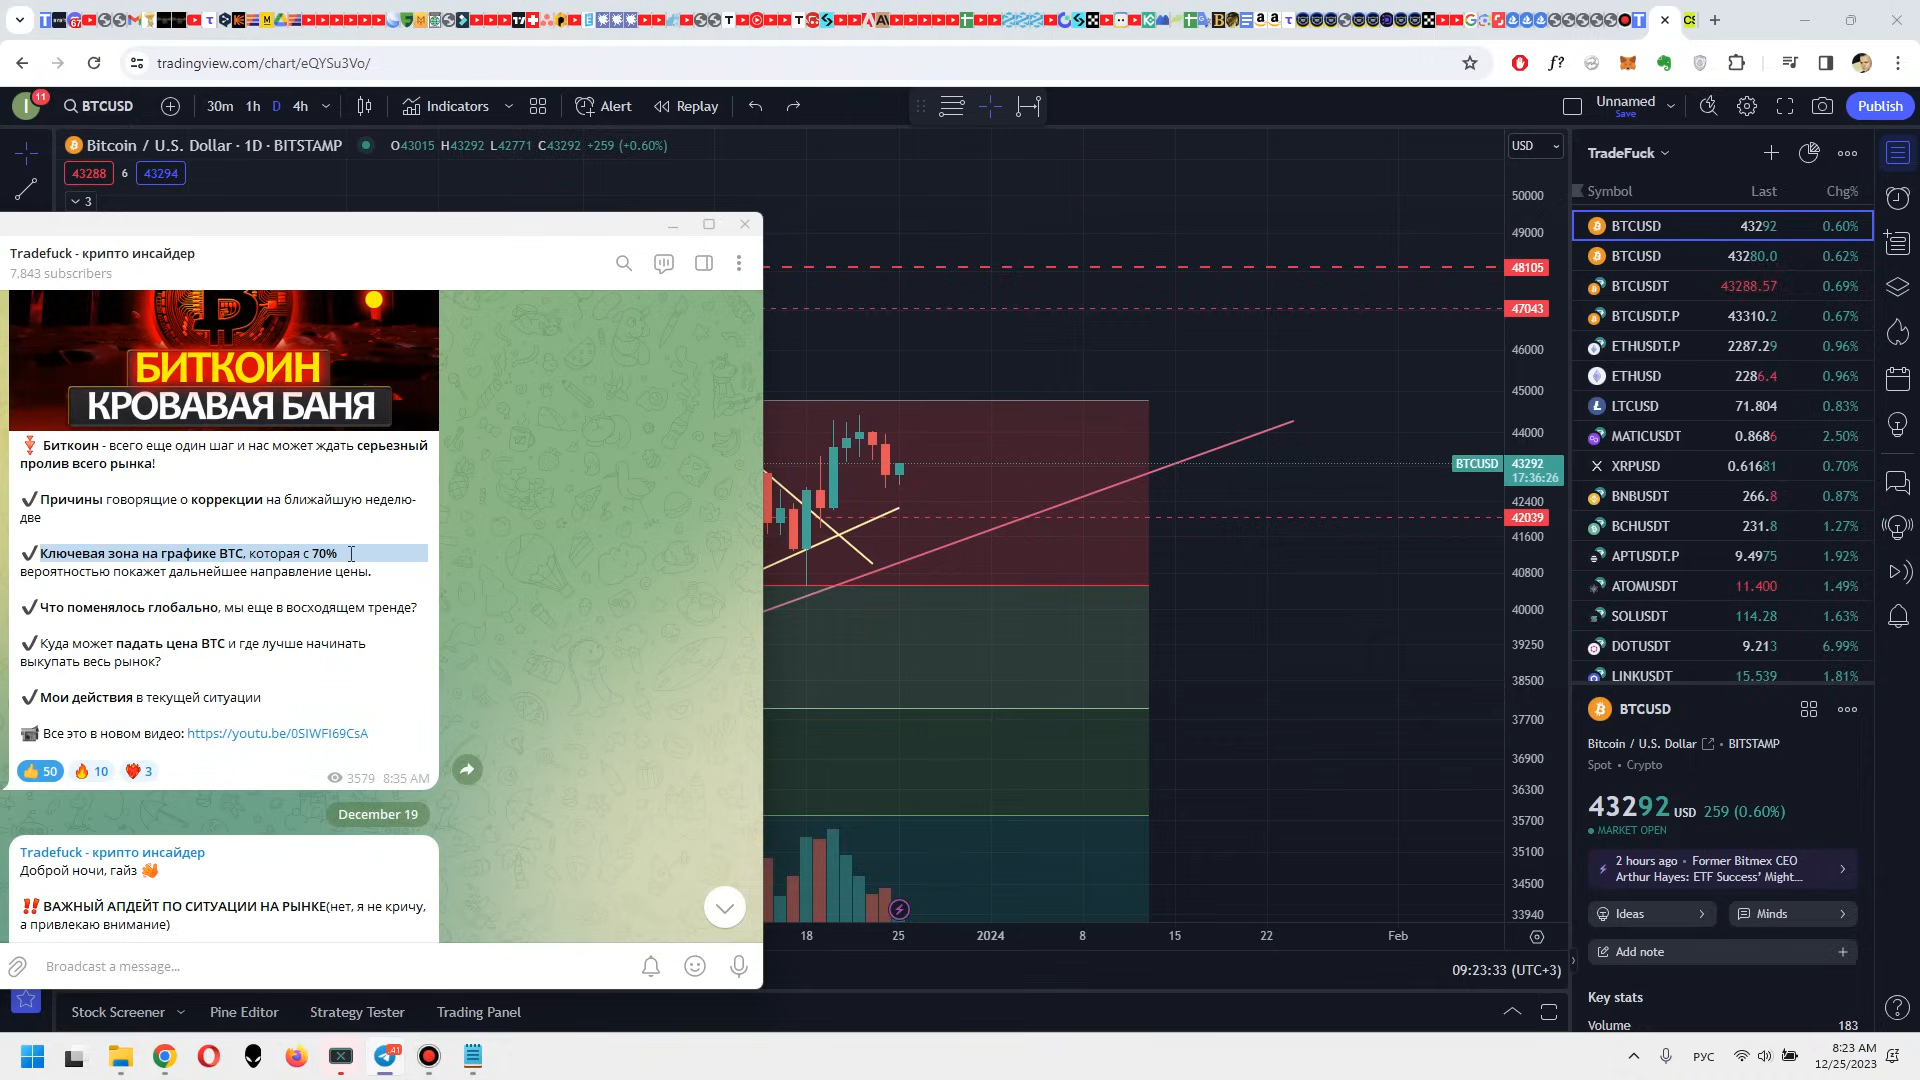 tradingview.com/chart/eQYSu3Vo/
11
BTCUSD
30m 1h D 4h
Indicators
Alert
Replay
Unnamed
Save
Publish
Bitcoin / U.S. Dollar · 1D · BITSTAMP
O43015 H43292 L42771 C43292 +259 (+0.60%)
43288 6 43294
3
USD
50000
49000
48105
47043
46000
45000
44000
BTCUSD 43292
17:36:26
42400
42039
41600
40800
40000
39250
38500
37700
36900
36300
35700
35100
34500
33940
18 25 2024 8 15 22 Feb
09:23:33 (UTC+3)
Tradefuck - крипто инсайдер
7,843 subscribers
БИТКОИН
КРОВАВАЯ БАНЯ
Биткоин - всего еще один шаг и нас может ждать серьезный
пролив всего рынка!
✔Причины говорящие о коррекции на ближайшую неделю-
две
✔Ключевая зона на графике BTC, которая с 70%
вероятностью покажет дальнейшее направление цены.
✔Что поменялось глобально, мы еще в восходящем тренде?
✔Куда может падать цена BTC и где лучше начинать
выкупать весь рынок?
✔Мои действия в текущей ситуации
Все это в новом видео: https://youtu.be/0SIWFI69CsA
50 10 3
3579 8:35 AM
December 19
Tradefuck - крипто инсайдер
Доброй ночи, гайз
‼ ВАЖНЫЙ АПДЕЙТ ПО СИТУАЦИИ НА РЫНКЕ(нет, я не кричу,
а привлекаю внимание)
Broadcast a message...
TradeFuck
Symbol Last Chg%
BTCUSD 43292 0.60%
BTCUSD 43280.0 0.62%
BTCUSDT 43288.57 0.69%
BTCUSDT.P 43310.2 0.67%
ETHUSDT.P 2287.29 0.96%
ETHUSD 2286.4 0.96%
LTCUSD 71.804 0.83%
MATICUSDT 0.8686 2.50%
XRPUSD 0.61681 0.70%
BNBUSDT 266.8 0.87%
BCHUSDT 231.8 1.27%
APTUSDT.P 9.4975 1.92%
ATOMUSDT 11.400 1.49%
SOLUSDT 114.28 1.63%
DOTUSDT 9.213 6.99%
LINKUSDT 15.539 1.81%
BTCUSD
Bitcoin / U.S. Dollar • BITSTAMP
Spot • Crypto
43292 USD 259 (0.60%)
MARKET OPEN
2 hours ago • Former Bitmex CEO
Arthur Hayes: ETF Success' Might...
Ideas
Minds
Add note
Key stats
Volume 183
Stock Screener
Pine Editor
Strategy Tester
Trading Panel
41
РУС
8:23 AM
12/25/2023